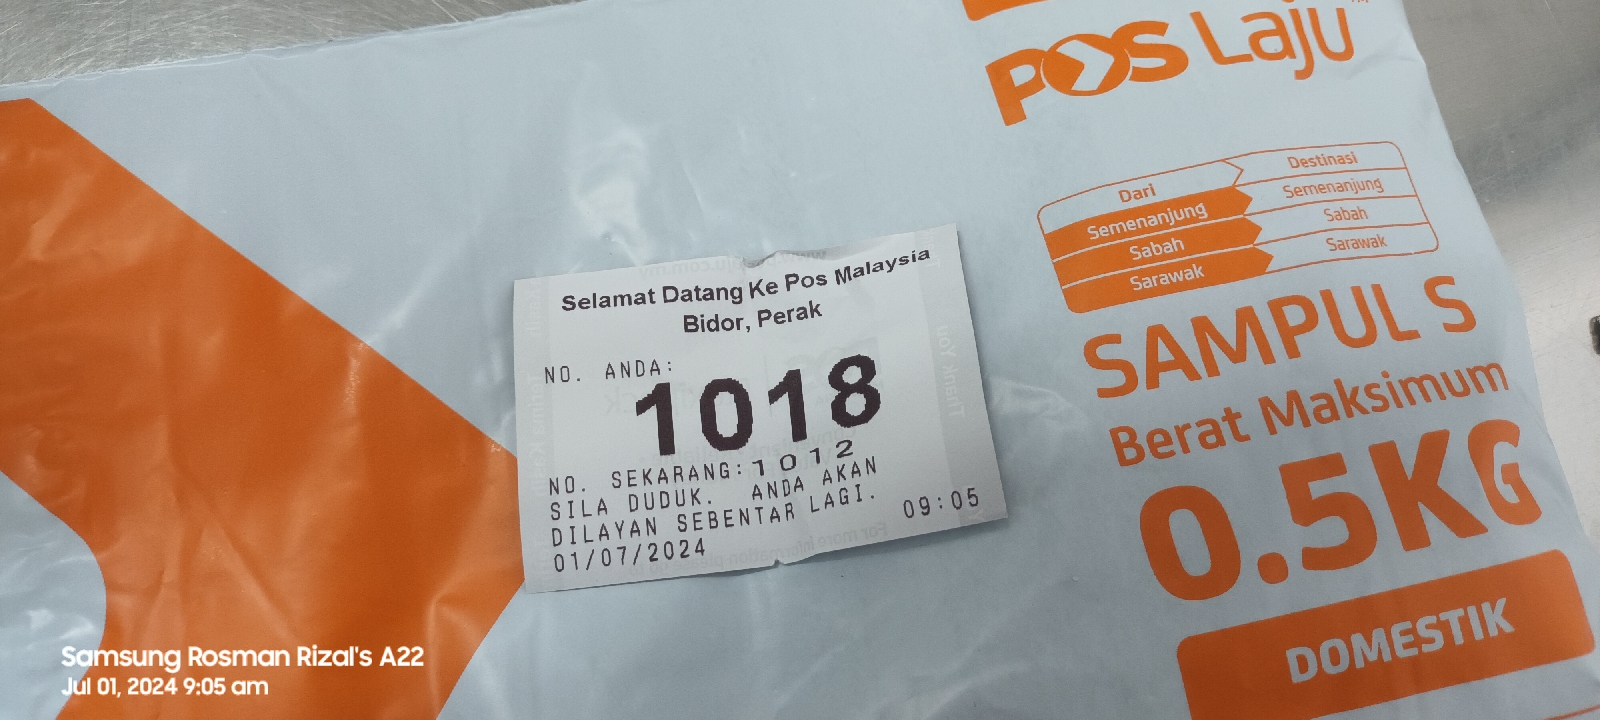 POS Laju
Dari Destinasi
Semenanjung Semenanjung
Sabah Sabah
Sarawak Sarawak
SAMPUL S
Berat Maksimum
0.5KG
DOMESTIK
Selamat Datang Ke Pos Malaysia
Bidor, Perak
NO. ANDA:
1018
NO. SEKARANG:1012
SILA DUDUK. ANDA AKAN
DILAYAN SEBENTAR LAGI.
01/07/2024 09:05
Samsung Rosman Rizal's A22
Jul 01, 2024 9:05 am